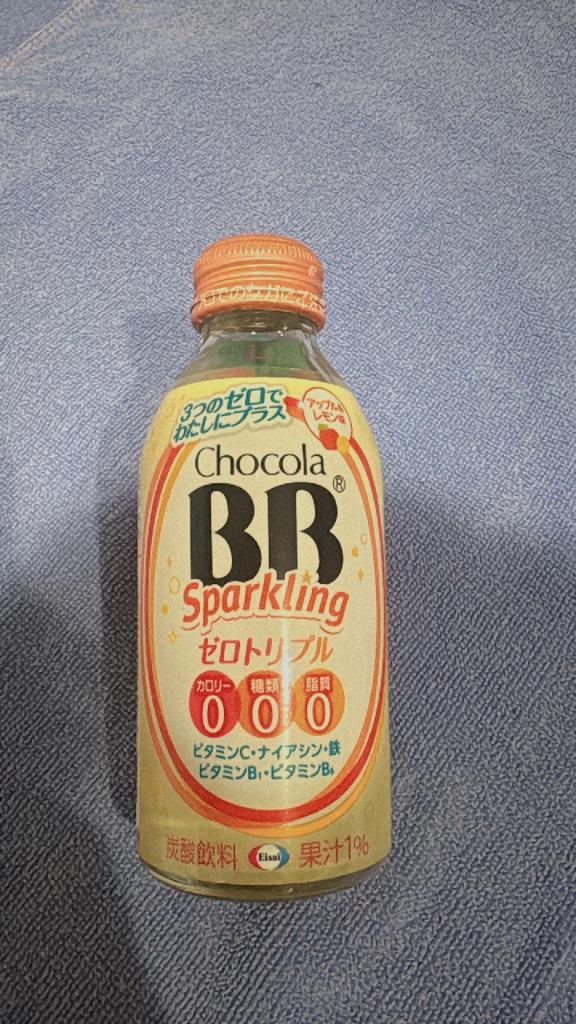 3つのゼロで
わたしにプラス
アップル&
レモン味
Chocola
BB®
Sparkling
ゼロトリプル
カロリー 糖類 脂質
0 0 0
ビタミンC・ナイアシン・鉄
ビタミンB1・ビタミンB6
炭酸飲料 Eisai 果汁1%